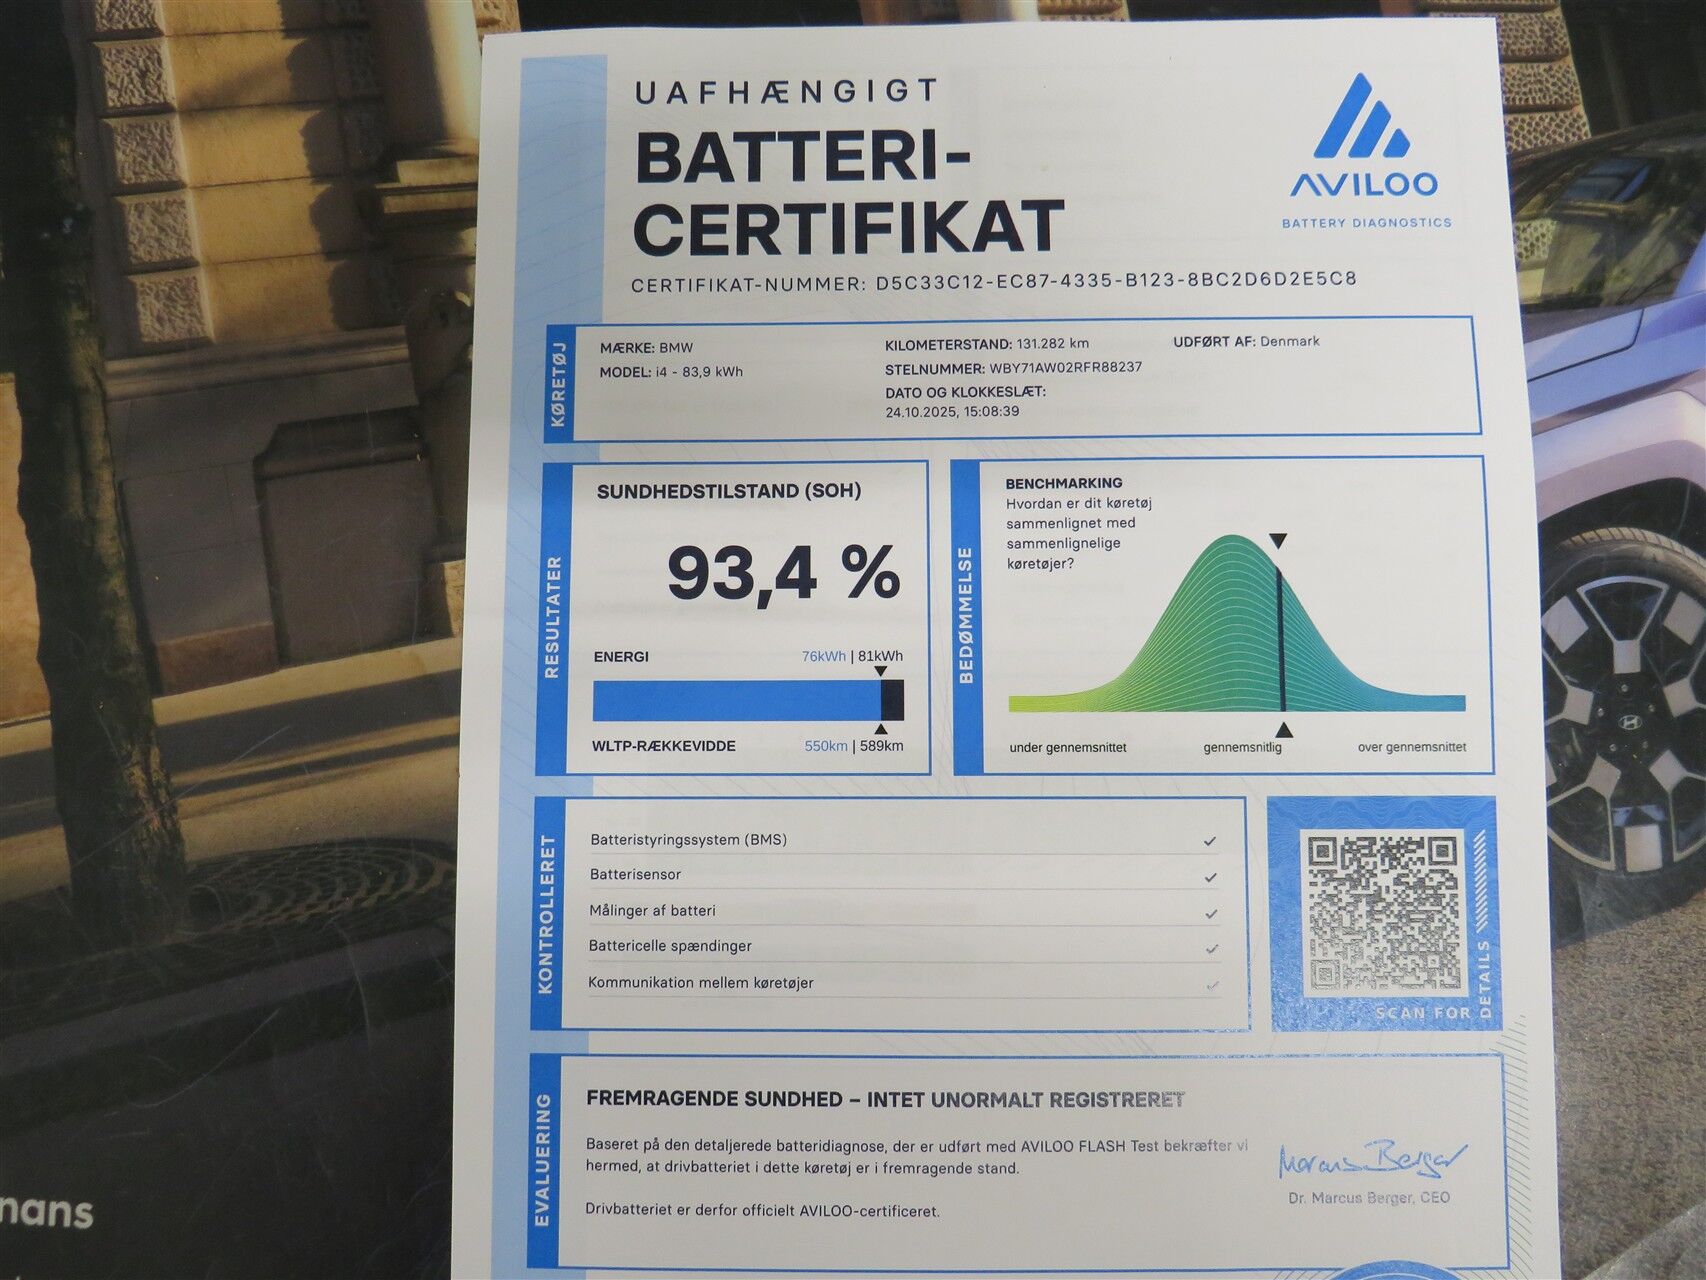 UAFHÆNGIGT
BATTERI-
CERTIFIKAT
CERTIFIKAT-NUMMER: D5C33C12-EC87-4335-B123-8BC2D6D2E5C8
AVILOO
BATTERY DIAGNOSTICS
KØRETØJ
MÆRKE: BMW
MODEL: i4 - 83,9 kWh
KILOMETERSTAND: 131.282 km
STELNUMMER: WBY71AW02RFR88237
DATO OG KLOKKESLÆT:
24.10.2025, 15:08:39
UDFØRT AF: Denmark
RESULTATER
SUNDHEDSTILSTAND (SOH)
93,4 %
ENERGI 76kWh | 81kWh
WLTP-RÆKKEVIDDE 550km | 589km
BEDØMMELSE
BENCHMARKING
Hvordan er dit køretøj
sammenlignet med
sammenlignelige
køretøjer?
under gennemsnittet gennemsnitlig over gennemsnittet
KONTROLLERET
Batteristyringssystem (BMS)
Batterisensor
Målinger af batteri
Battericelle spændinger
Kommunikation mellem køretøjer
SCAN FOR DETAILS
EVALUERING
FREMRAGENDE SUNDHED – INTET UNORMALT REGISTRERET
Baseret på den detaljerede batteridiagnose, der er udført med AVILOO FLASH Test bekræfter vi
hermed, at drivbatteriet i dette køretøj er i fremragende stand.
Drivbatteriet er derfor officielt AVILOO-certificeret.
Marcus Berger
Dr. Marcus Berger, CEO
nans